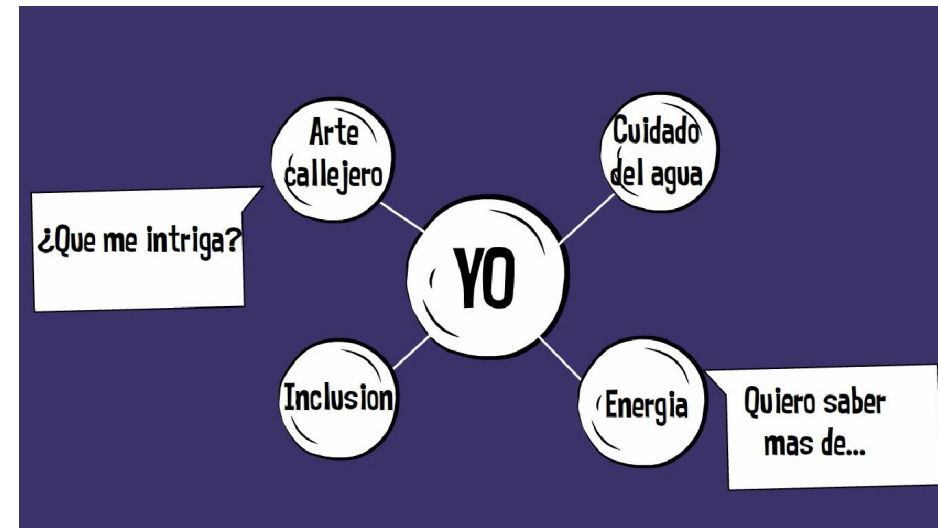 Arte
callejero
Cuidado
del agua
¿Que me intriga?
YO
Inclusion
Energia
Quiero saber
mas de...